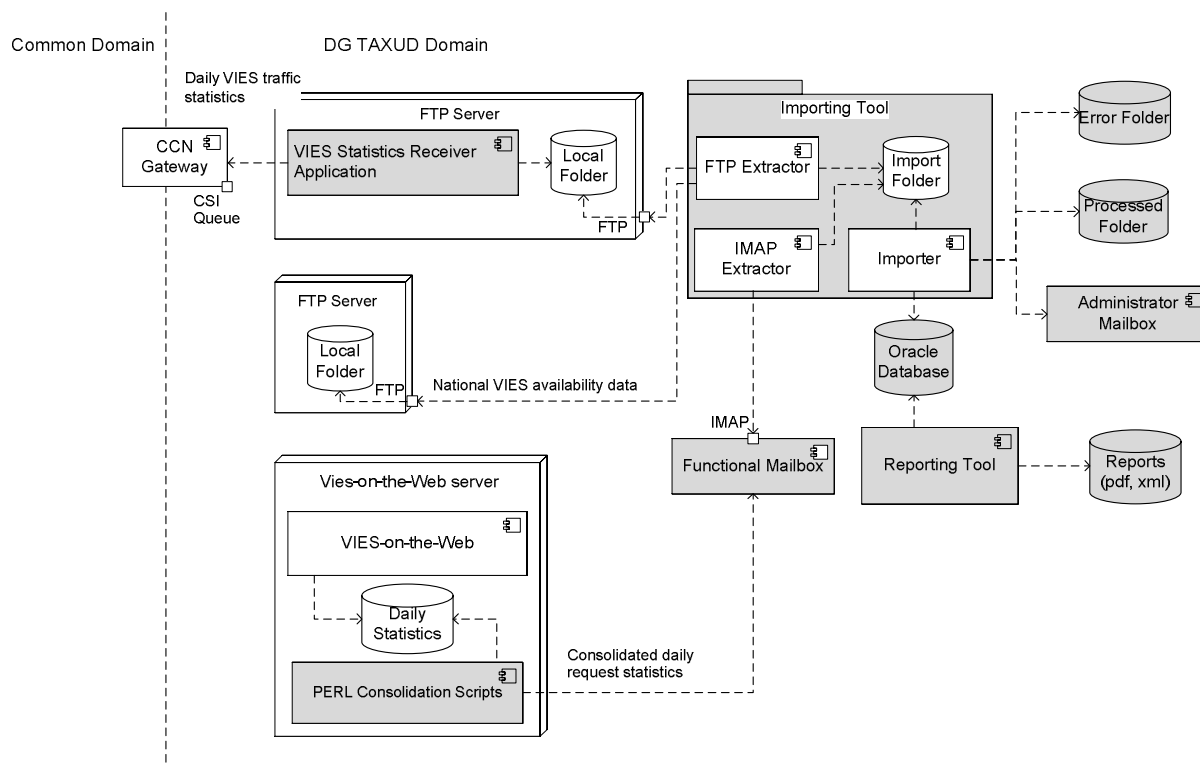 Common Domain
DG TAXUD Domain
Daily VIES traffic
statistics
FTP Server
CCN
Gateway
CSI
Queue
VIES Statistics Receiver
Application
Local
Folder
FTP
Importing Tool
FTP Extractor
Import
Folder
IMAP
Extractor
Importer
Error Folder
Processed
Folder
Administrator
Mailbox
FTP Server
Local
Folder
FTP
National VIES availability data
Oracle
Database
IMAP
Functional Mailbox
Reporting Tool
Reports
(pdf, xml)
Vies-on-the-Web server
VIES-on-the-Web
Daily
Statistics
PERL Consolidation Scripts
Consolidated daily
request statistics